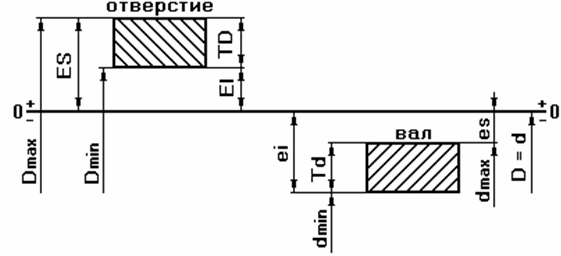 отверстие
ES
TD
EI
0
+
-
+
-
0
Dmax
Dmin
ei
Td
dmin
вал
es
dmax
D = d